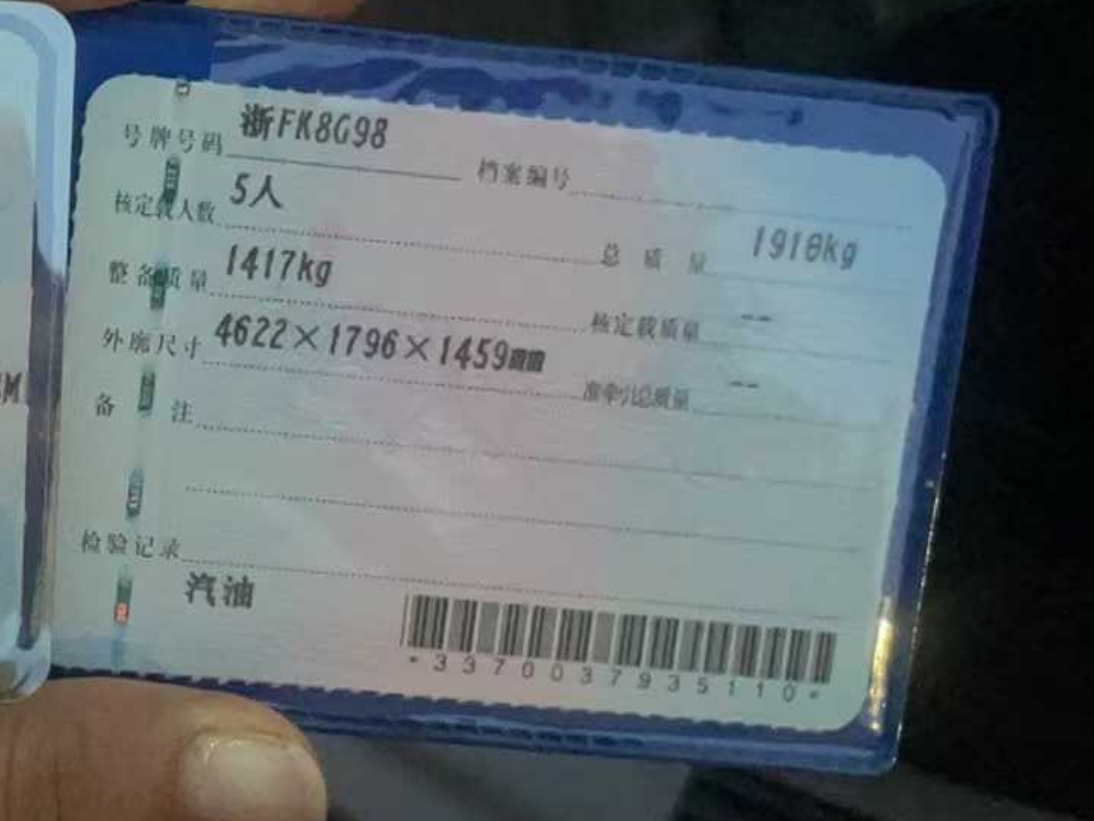 号牌号码 浙FK8G98 档案编号
核定载人数 5人 总质量 1910kg
整备质量 1417kg 核定载质量 --
外廓尺寸 4622×1796×1459mm 准牵引总质量 --
备注
检验记录
汽油
*3370037935110*